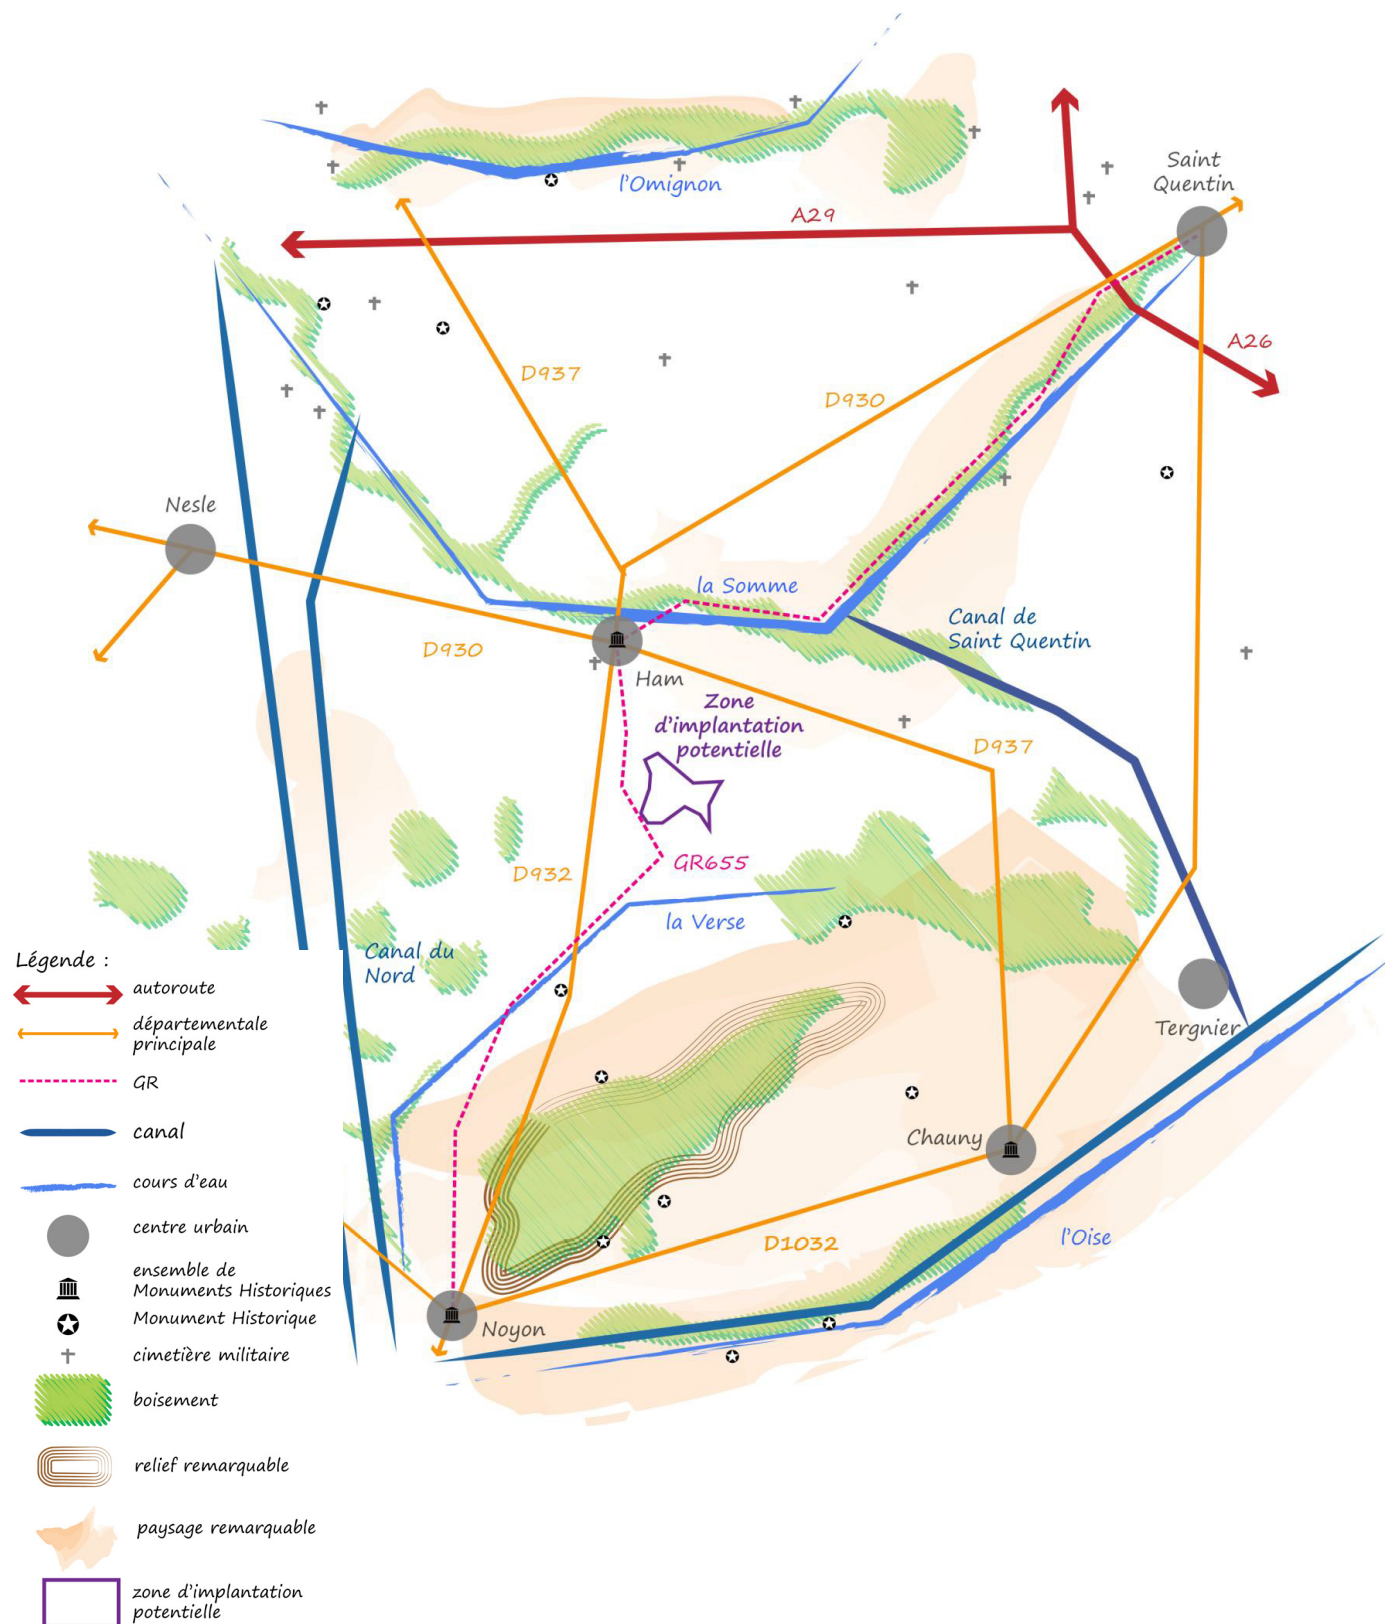 Saint
Quentin
l'Omignon
A29
A26
D937
D930
Nesle
la Somme
Canal de
Saint Quentin
D930
Ham
Zone
d'implantation
potentielle
D937
D932
GR655
la Verse
Canal du
Nord
Tergnier
Chauny
D1032
l'Oise
Noyon
Légende :
autoroute
départementale
principale
GR
canal
cours d'eau
centre urbain
ensemble de
Monuments Historiques
Monument Historique
cimetière militaire
boisement
relief remarquable
paysage remarquable
zone d'implantation
potentielle